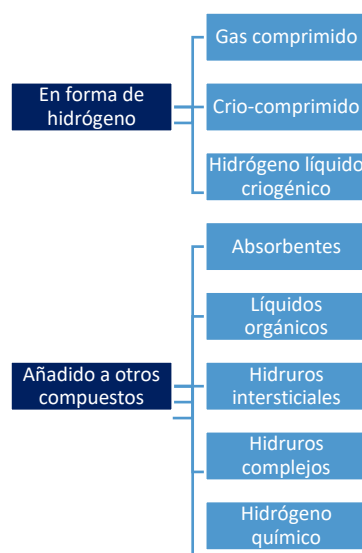 Gas comprimido
En forma de
hidrógeno
Crio-comprimido
Hidrógeno líquido
criogénico
Absorbentes
Líquidos
orgánicos
Añadido a otros
compuestos
Hidruros
intersticiales
Hidruros
complejos
Hidrógeno
químico